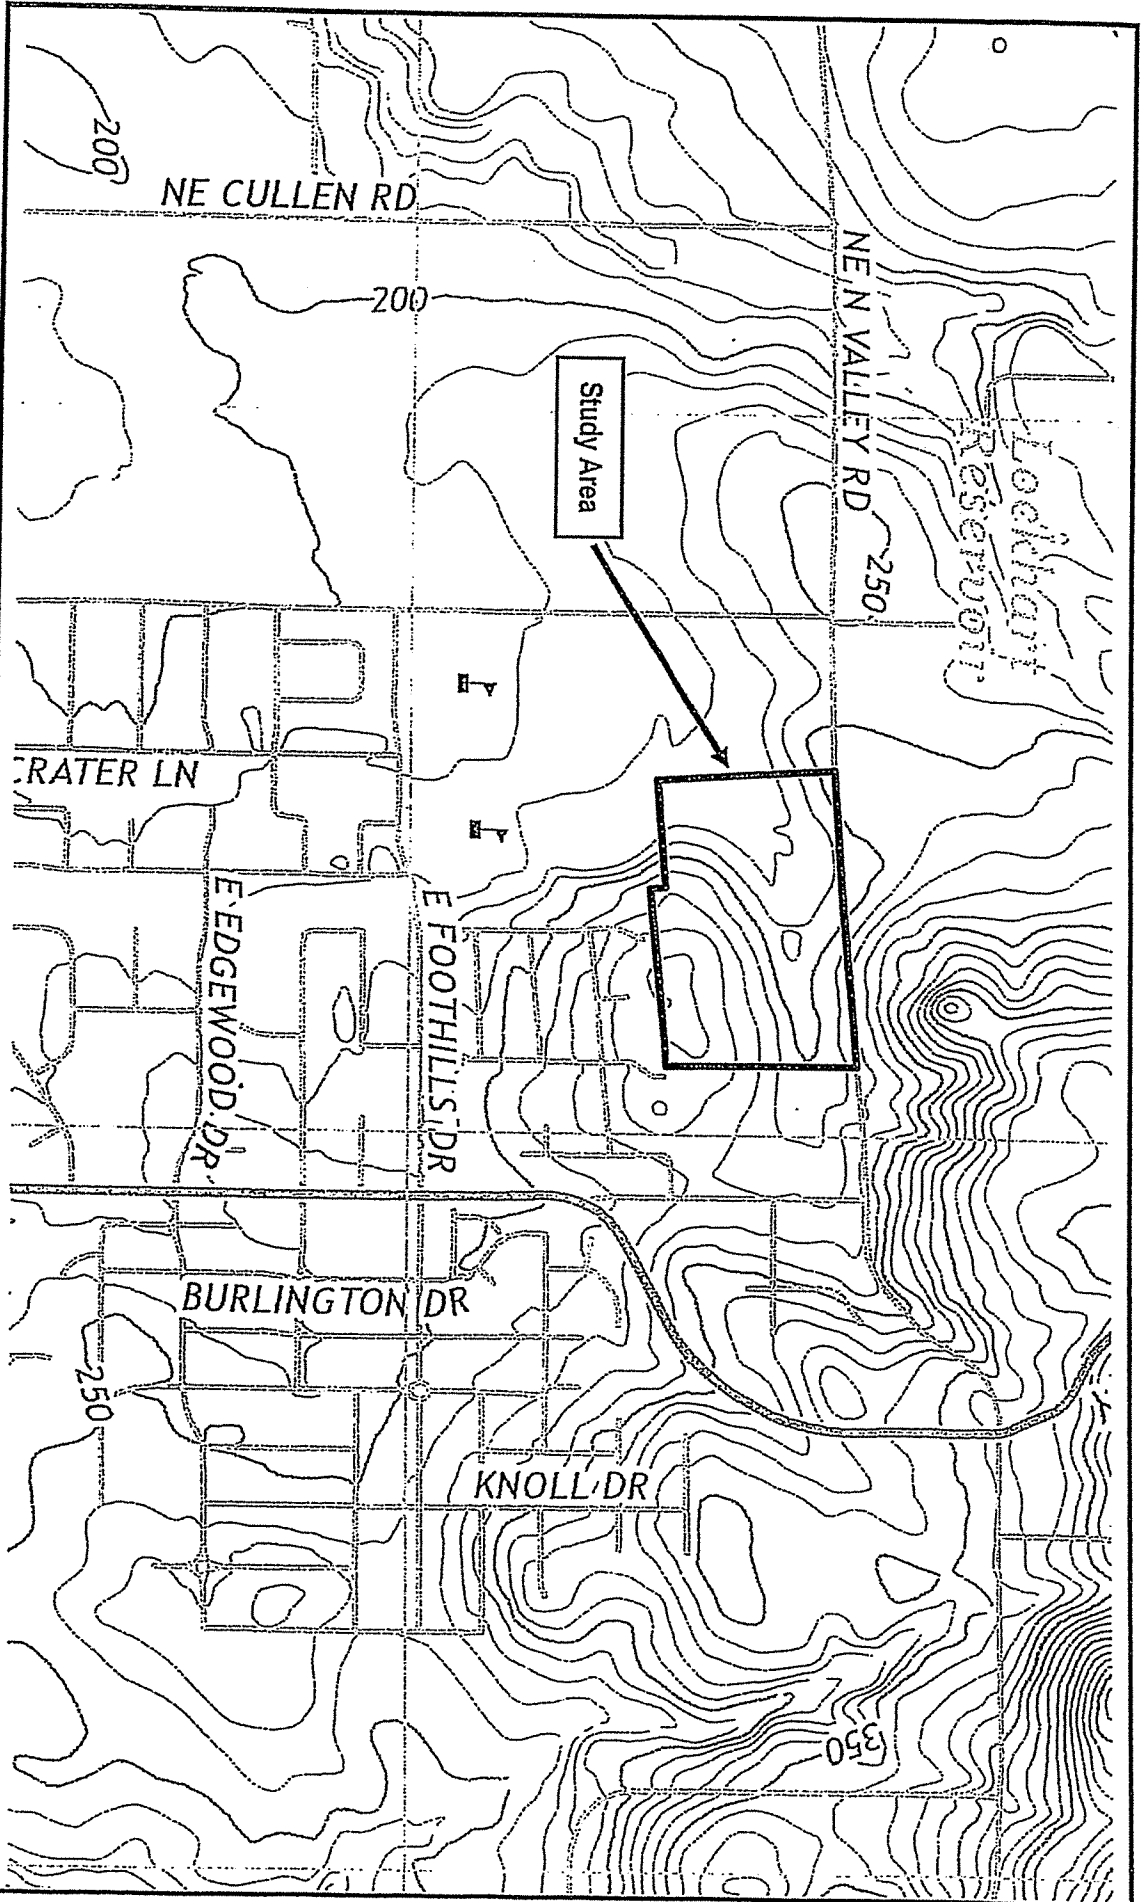 200
NE CULLEN RD
200
NE N VALLEY RD
Lockhart
Reservoir
250
Study Area
CRATER LN
E EDGEWOOD DR
E FOOTHILLS DR
BURLINGTON DR
250
KNOLL DR
350